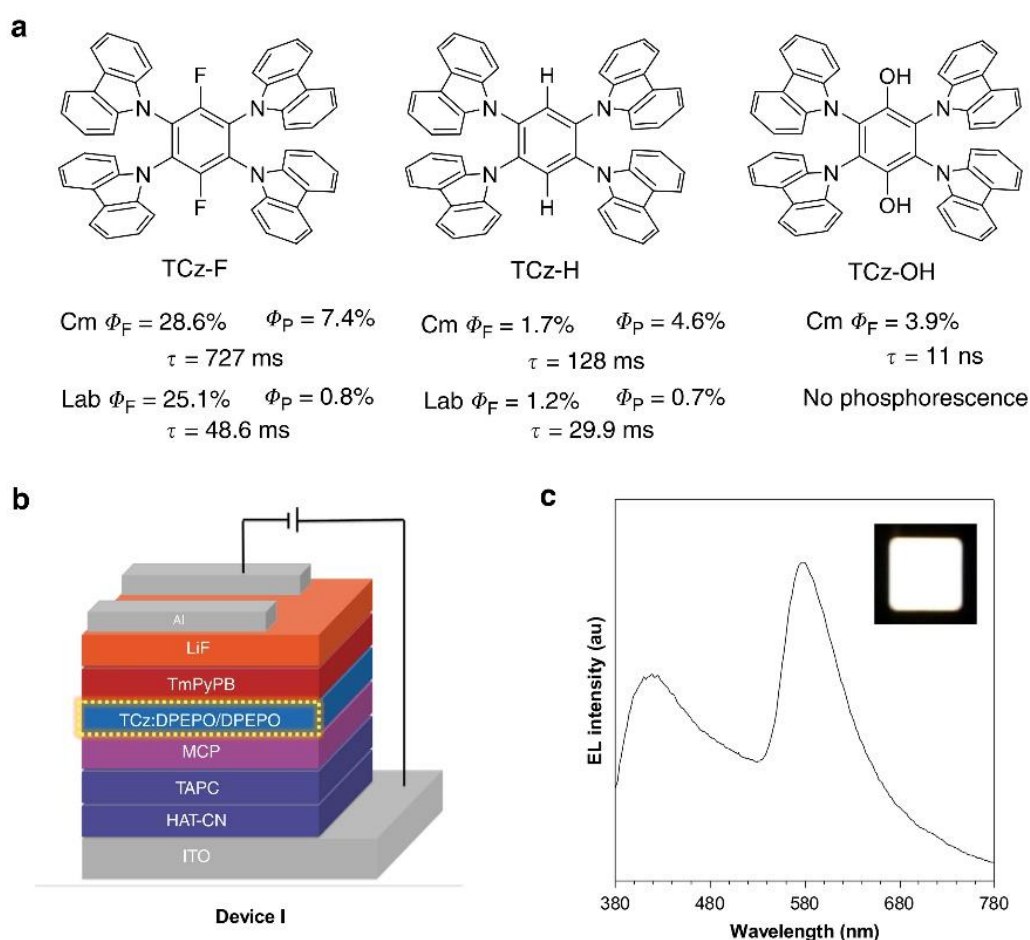 a
F
N N
N N
F
TCz-F
Cm ΦF = 28.6% ΦP = 7.4%
τ = 727 ms
Lab ΦF = 25.1% ΦP = 0.8%
τ = 48.6 ms
H
N N
N N
H
TCz-H
Cm ΦF = 1.7% ΦP = 4.6%
τ = 128 ms
Lab ΦF = 1.2% ΦP = 0.7%
τ = 29.9 ms
OH
N N
N N
OH
TCz-OH
Cm ΦF = 3.9%
τ = 11 ns
No phosphorescence
b
Al
LiF
TmPyPB
TCz:DPEPO/DPEPO
MCP
TAPC
HAT-CN
ITO
Device I
c
EL intensity (au)
380 480 580 680 780
Wavelength (nm)